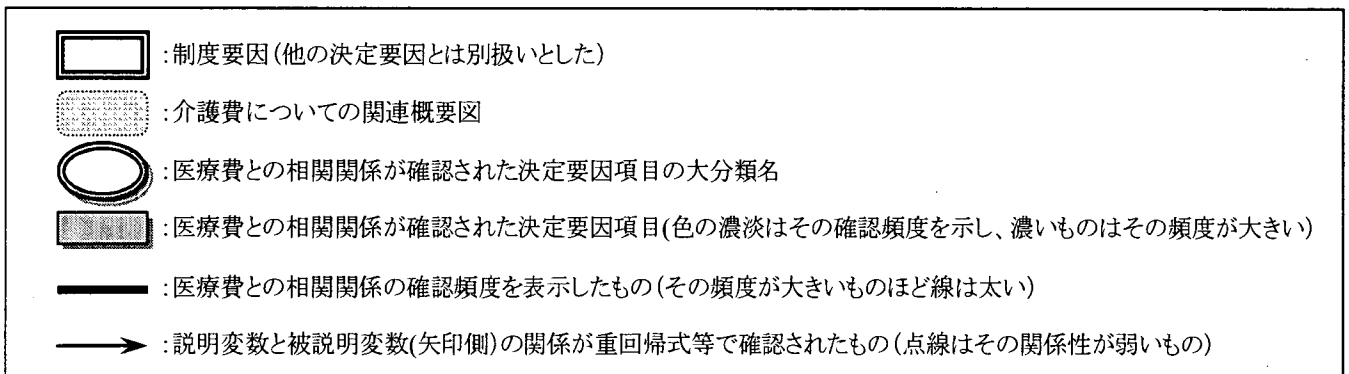 :制度要因(他の決定要因とは別扱いとした)
:介護費についての関連概要図
:医療費との相関関係が確認された決定要因項目の大分類名
:医療費との相関関係が確認された決定要因項目(色の濃淡はその確認頻度を示し、濃いものはその頻度が大きい)
:医療費との相関関係の確認頻度を表示したもの(その頻度が大きいものほど線は太い)
:説明変数と被説明変数(矢印側)の関係が重回帰式等で確認されたもの(点線はその関係性が弱いもの)